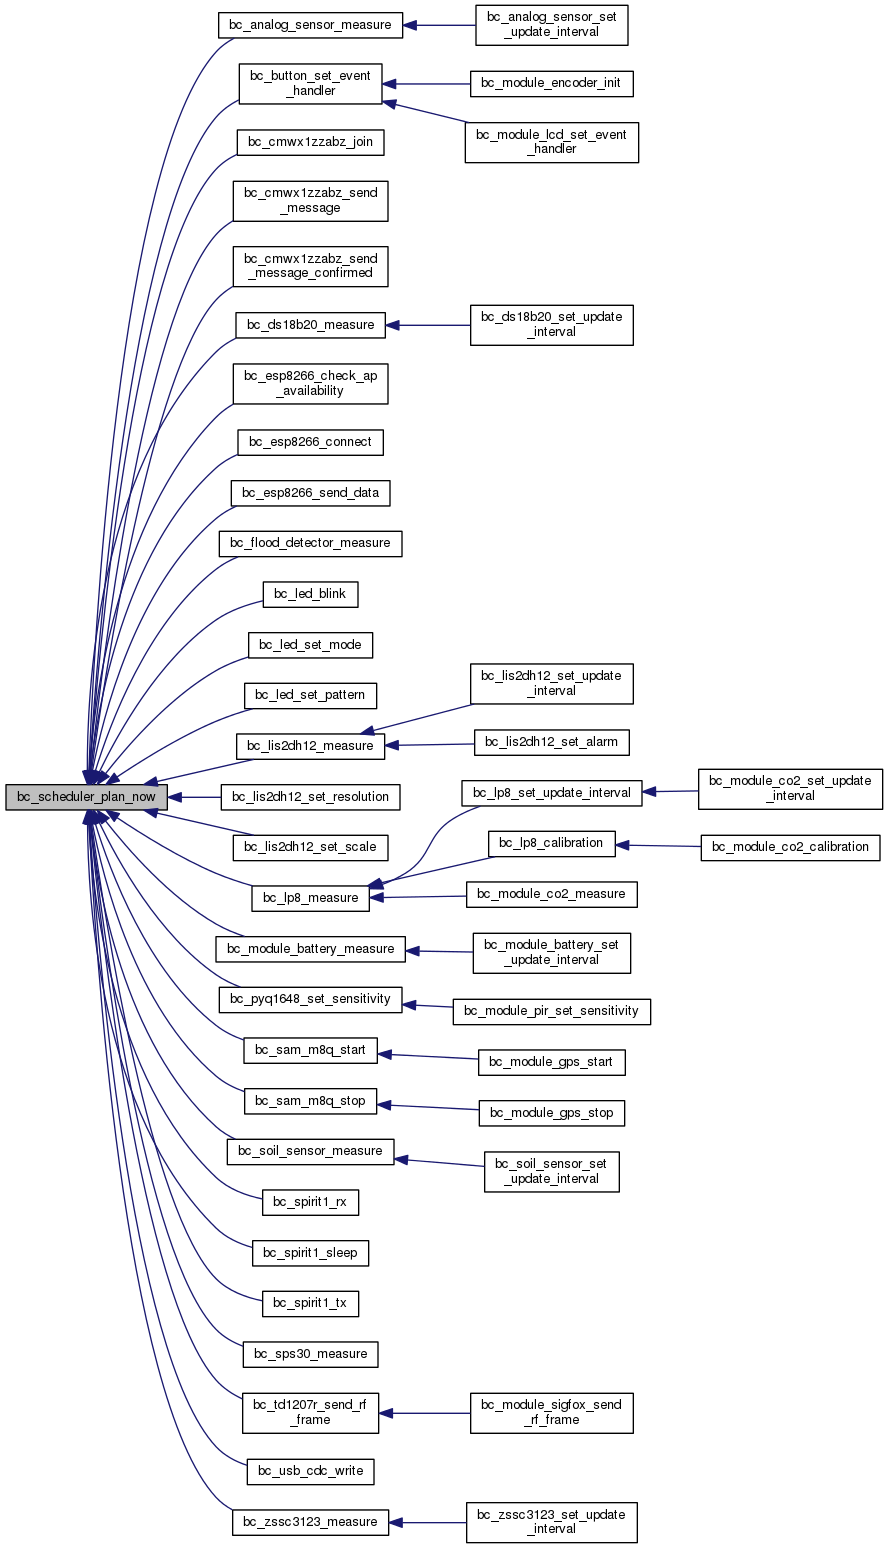 bc_analog_sensor_measure
bc_analog_sensor_set
_update_interval
bc_button_set_event
_handler
bc_module_encoder_init
bc_module_lcd_set_event
_handler
bc_cmwx1zzabz_join
bc_cmwx1zzabz_send
_message
bc_cmwx1zzabz_send
_message_confirmed
bc_ds18b20_measure
bc_ds18b20_set_update
_interval
bc_esp8266_check_ap
_availability
bc_esp8266_connect
bc_esp8266_send_data
bc_flood_detector_measure
bc_led_blink
bc_led_set_mode
bc_led_set_pattern
bc_lis2dh12_measure
bc_lis2dh12_set_update
_interval
bc_lis2dh12_set_alarm
bc_scheduler_plan_now
bc_lis2dh12_set_resolution
bc_lis2dh12_set_scale
bc_lp8_measure
bc_lp8_set_update_interval
bc_module_co2_set_update
_interval
bc_lp8_calibration
bc_module_co2_calibration
bc_module_co2_measure
bc_module_battery_measure
bc_module_battery_set
_update_interval
bc_pyq1648_set_sensitivity
bc_module_pir_set_sensitivity
bc_sam_m8q_start
bc_module_gps_start
bc_sam_m8q_stop
bc_module_gps_stop
bc_soil_sensor_measure
bc_soil_sensor_set
_update_interval
bc_spirit1_rx
bc_spirit1_sleep
bc_spirit1_tx
bc_sps30_measure
bc_td1207r_send_rf
_frame
bc_module_sigfox_send
_rf_frame
bc_usb_cdc_write
bc_zssc3123_measure
bc_zssc3123_set_update
_interval